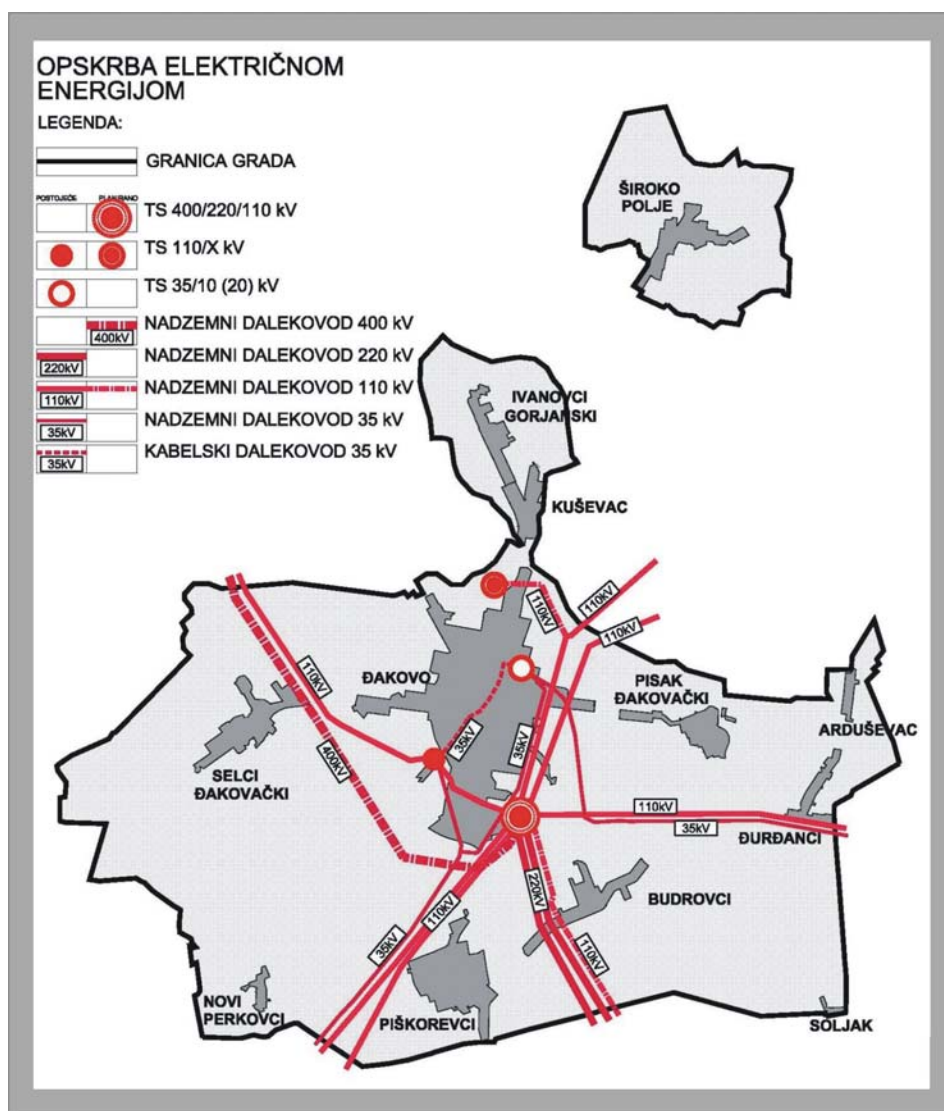 OPSKRBA ELEKTRIČNOM
ENERGIJOM
LEGENDA:
GRANICA GRADA
POSTOJEĆE PLANIRANO
TS 400/220/110 kV
TS 110/X kV
TS 35/10 (20) kV
NADZEMNI DALEKOVOD 400 kV
400kV
NADZEMNI DALEKOVOD 220 kV
220kV
NADZEMNI DALEKOVOD 110 kV
110kV
NADZEMNI DALEKOVOD 35 kV
35kV
KABELSKI DALEKOVOD 35 kV
35kV
ŠIROKO
POLJE
IVANOVCI
GORJANSKI
KUŠEVAC
110kV
110kV
110kV
110kV
ĐAKOVO
PISAK
ĐAKOVAČKI
ARDUŠEVAC
35kV
35kV
400kV
SELCI
ĐAKOVAČKI
110kV
35kV
ĐURĐANCI
220kV
BUDROVCI
110kV
35kV
110kV
NOVI
PERKOVCI
PIŠKOREVCI
ŠOLJAK